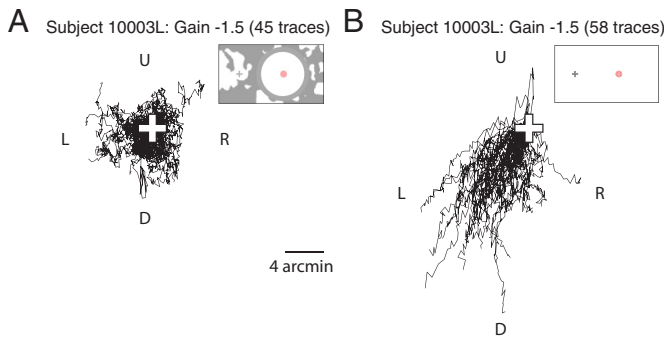 A
Subject 10003L: Gain -1.5 (45 traces)
U
L
R
D
4 arcmin
B
Subject 10003L: Gain -1.5 (58 traces)
U
L
R
D